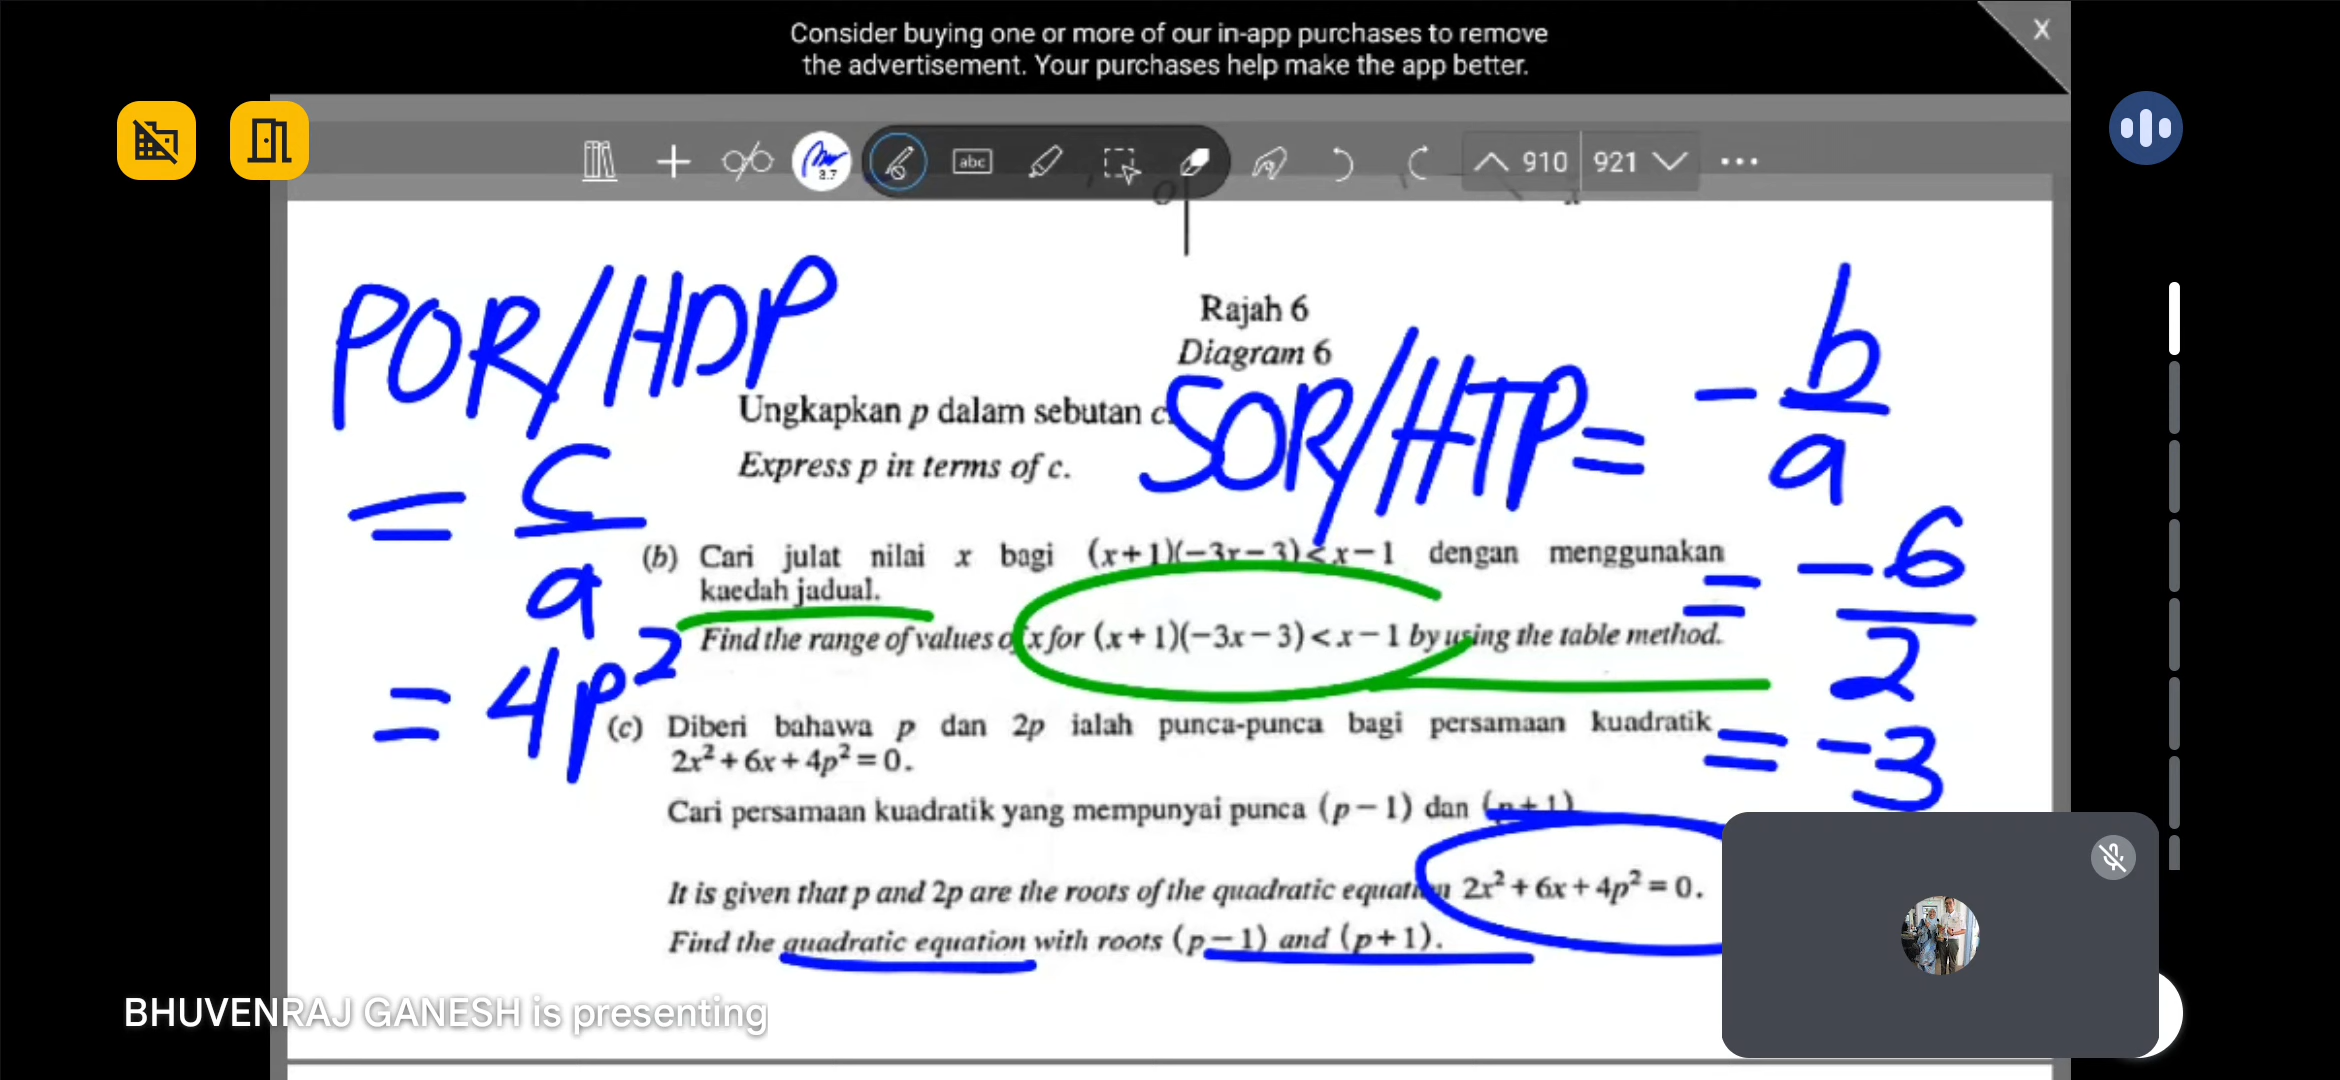 Consider buying one or more of our in-app purchases to remove
the advertisement. Your purchases help make the app better.
X
abc
3.7
910 921
O x
Rajah 6
Diagram 6
POR/HDP
= c/a
= 4p²
SOR/HTP = -b/a
= -6/2
= -3
Ungkapkan p dalam sebutan c
Express p in terms of c.
(b) Cari julat nilai x bagi (x+1)(−3x−3)<x−1 dengan menggunakan
kaedah jadual.
Find the range of values of x for (x+1)(−3x−3)<x−1 by using the table method.
(c) Diberi bahawa p dan 2p ialah punca-punca bagi persamaan kuadratik
2x²+6x+4p²=0.
Cari persamaan kuadratik yang mempunyai punca (p−1) dan (p+1)
It is given that p and 2p are the roots of the quadratic equation 2x²+6x+4p²=0.
Find the quadratic equation with roots (p−1) and (p+1).
BHUVENRAJ GANESH is presenting